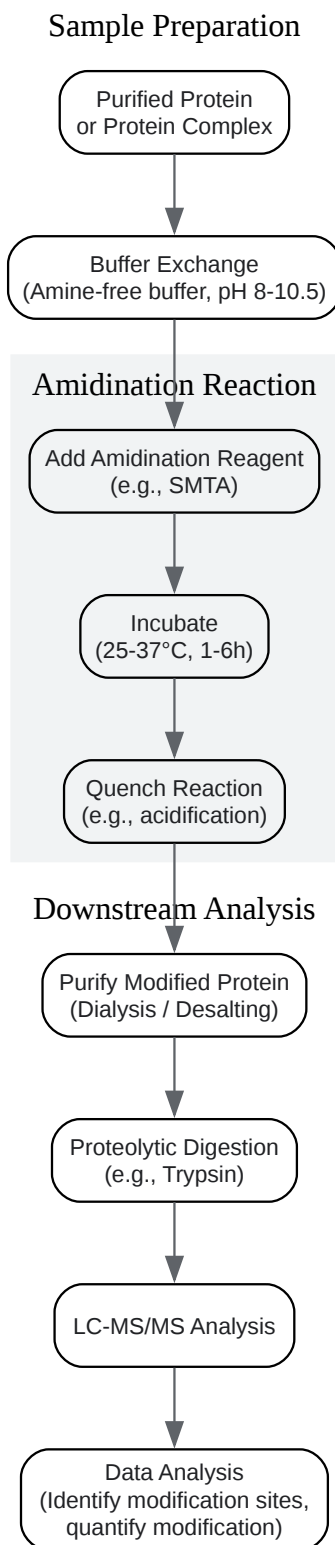 Sample Preparation
Purified Protein
or Protein Complex
Buffer Exchange
(Amine-free buffer, pH 8-10.5)
Amidination Reaction
Add Amidination Reagent
(e.g., SMTA)
Incubate
(25-37°C, 1-6h)
Quench Reaction
(e.g., acidification)
Downstream Analysis
Purify Modified Protein
(Dialysis / Desalting)
Proteolytic Digestion
(e.g., Trypsin)
LC-MS/MS Analysis
Data Analysis
(Identify modification sites,
quantify modification)